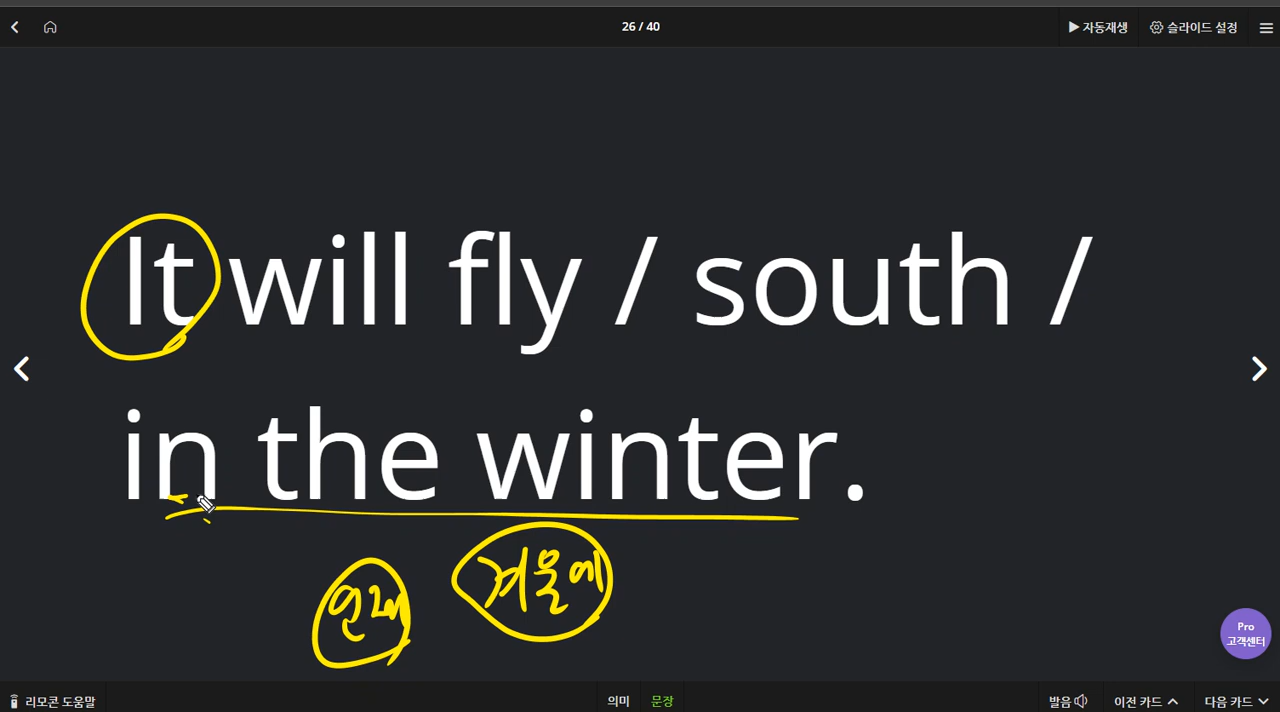 26 / 40
자동재생
슬라이드 설정
It will fly / south /
in the winter.
언제
겨울에
Pro
고객센터
리모콘 도움말
의미
문장
발음
이전 카드
다음 카드